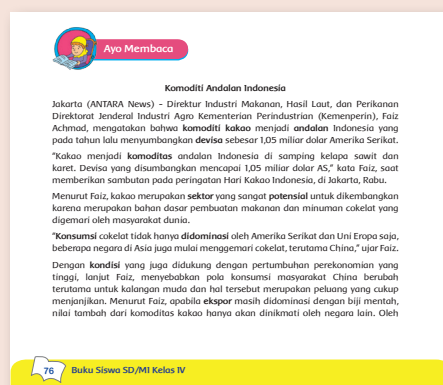 Ayo Membaca
Komoditi Andalan Indonesia
Jakarta (ANTARA News) – Direktur Industri Makanan, Hasil Laut, dan Perikanan
Direktorat Jenderal Industri Agro Kementerian Perindustrian (Kemenperin), Faiz
Achmad, mengatakan bahwa komoditi kakao menjadi andalan Indonesia yang
pada tahun lalu menyumbangkan devisa sebesar 1,05 miliar dolar Amerika Serikat.
“Kakao menjadi komoditas andalan Indonesia di samping kelapa sawit dan
karet. Devisa yang disumbangkan mencapai 1,05 miliar dolar AS,” kata Faiz, saat
memberikan sambutan pada peringatan Hari Kakao Indonesia, di Jakarta, Rabu.
Menurut Faiz, kakao merupakan sektor yang sangat potensial untuk dikembangkan
karena merupakan bahan dasar pembuatan makanan dan minuman cokelat yang
digemari oleh masyarakat dunia.
“Konsumsi cokelat tidak hanya didominasi oleh Amerika Serikat dan Uni Eropa saja,
beberapa negara di Asia juga mulai menggemari cokelat, terutama China,” ujar Faiz.
Dengan kondisi yang juga didukung dengan pertumbuhan perekonomian yang
tinggi, lanjut Faiz, menyebabkan pola konsumsi masyarakat China berubah
terutama untuk kalangan muda dan hal tersebut merupakan peluang yang cukup
menjanjikan. Menurut Faiz, apabila ekspor masih didominasi dengan biji mentah,
nilai tambah dari komoditas kakao hanya akan dinikmati oleh negara lain. Oleh
76 Buku Siswa SD/MI Kelas IV